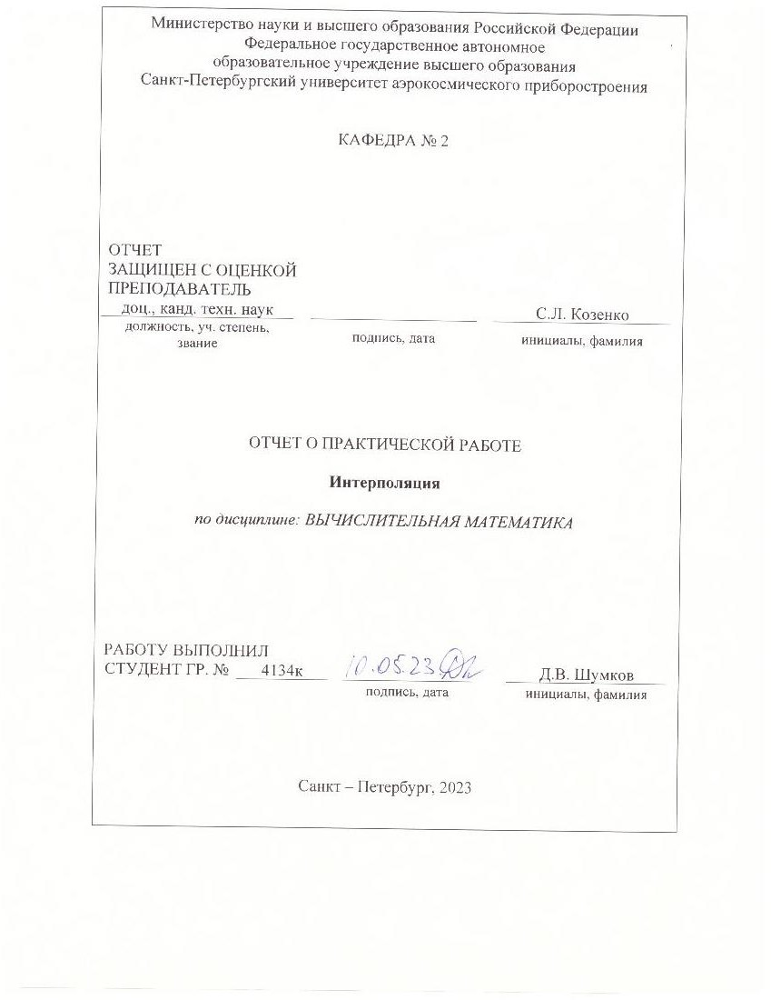 Министерство науки и высшего образования Российской Федерации
Федеральное государственное автономное
образовательное учреждение высшего образования
Санкт-Петербургский университет аэрокосмического приборостроения
КАФЕДРА № 2
ОТЧЕТ
ЗАЩИЩЕН С ОЦЕНКОЙ
ПРЕПОДАВАТЕЛЬ
доц., канд. техн. наук С.Л. Козенко
должность, уч. степень, звание подпись, дата инициалы, фамилия
ОТЧЕТ О ПРАКТИЧЕСКОЙ РАБОТЕ
Интерполяция
по дисциплине: ВЫЧИСЛИТЕЛЬНАЯ МАТЕМАТИКА
РАБОТУ ВЫПОЛНИЛ
СТУДЕНТ ГР. № 4134к 10.05.23 Д.В. Шумков
подпись, дата инициалы, фамилия
Санкт – Петербург, 2023